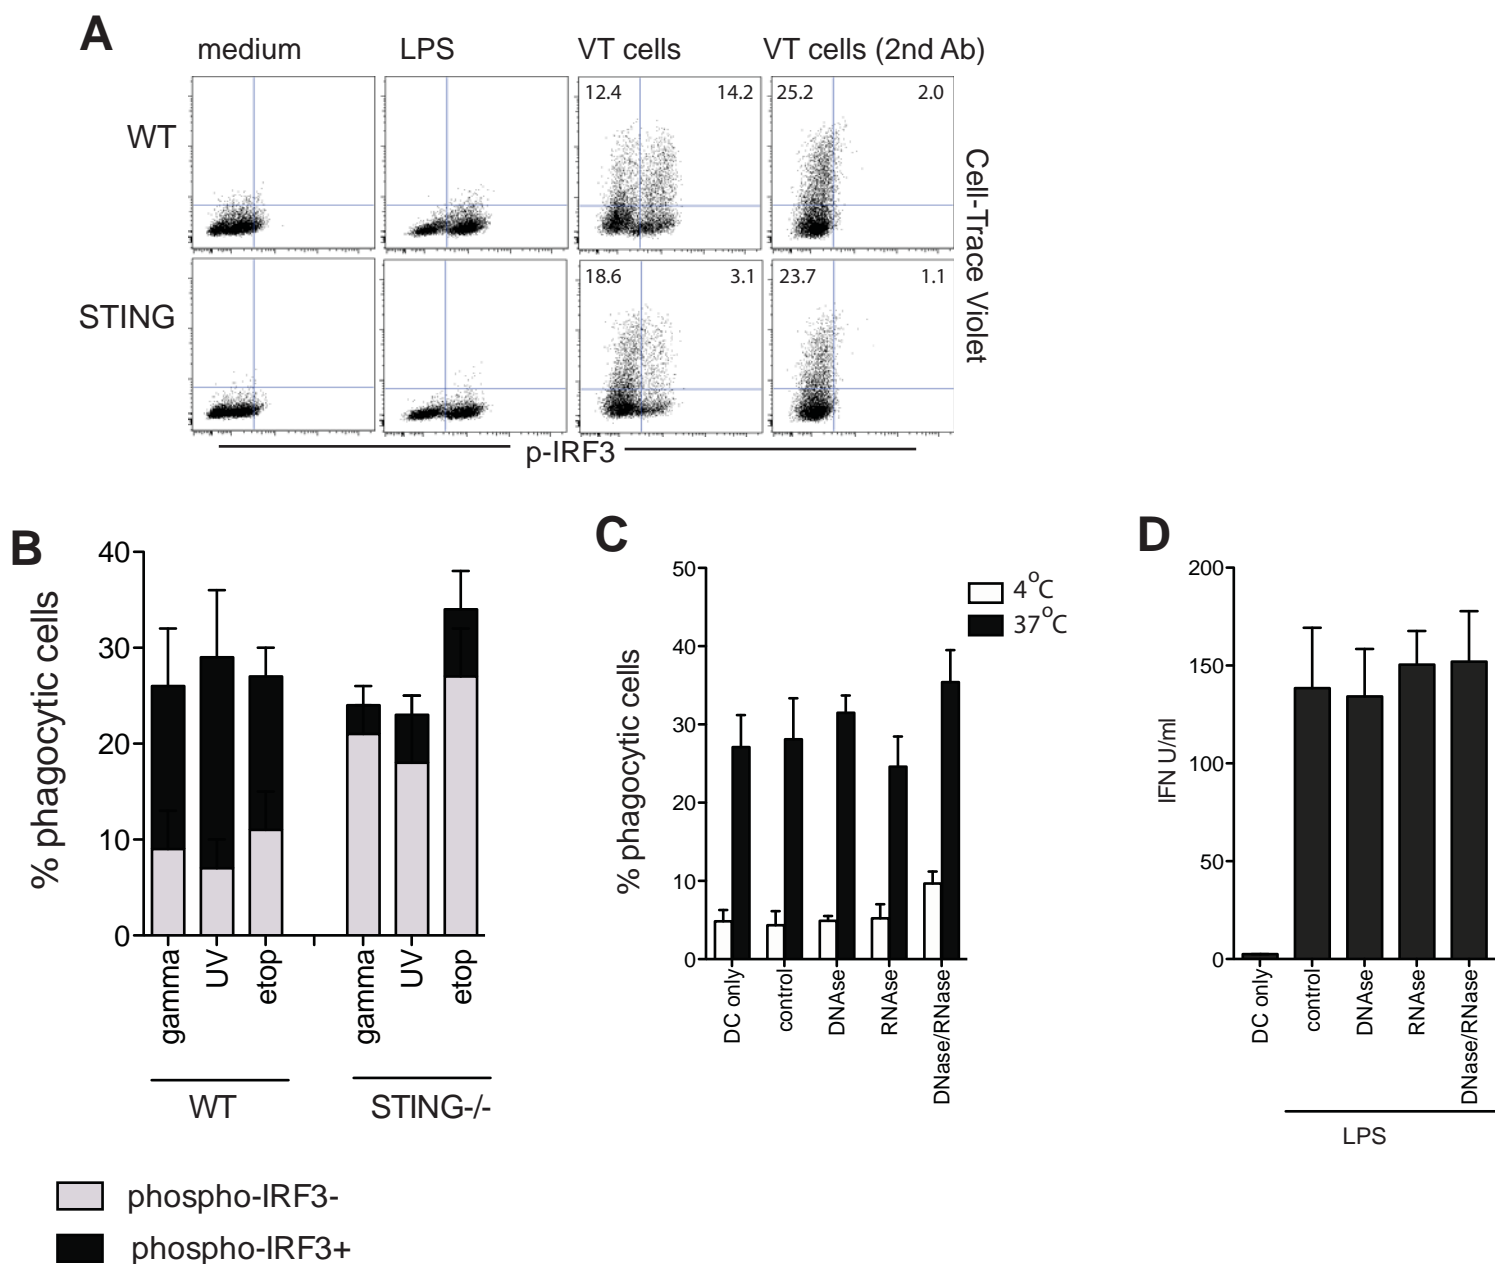 A
medium LPS VT cells VT cells (2nd Ab)
WT
12.4 14.2 25.2 2.0
STING
18.6 3.1 23.7 1.1
Cell-Trace Violet
p-IRF3
B
% phagocytic cells
40
30
20
10
0
gamma UV etop gamma UV etop
WT STING-/-
phospho-IRF3-
phospho-IRF3+
C
% phagocytic cells
50
40
30
20
10
0
4°C
37°C
DC only control DNAse RNAse DNase/RNase
D
IFN U/ml
200
150
100
50
0
DC only control DNAse RNAse DNase/RNase
LPS